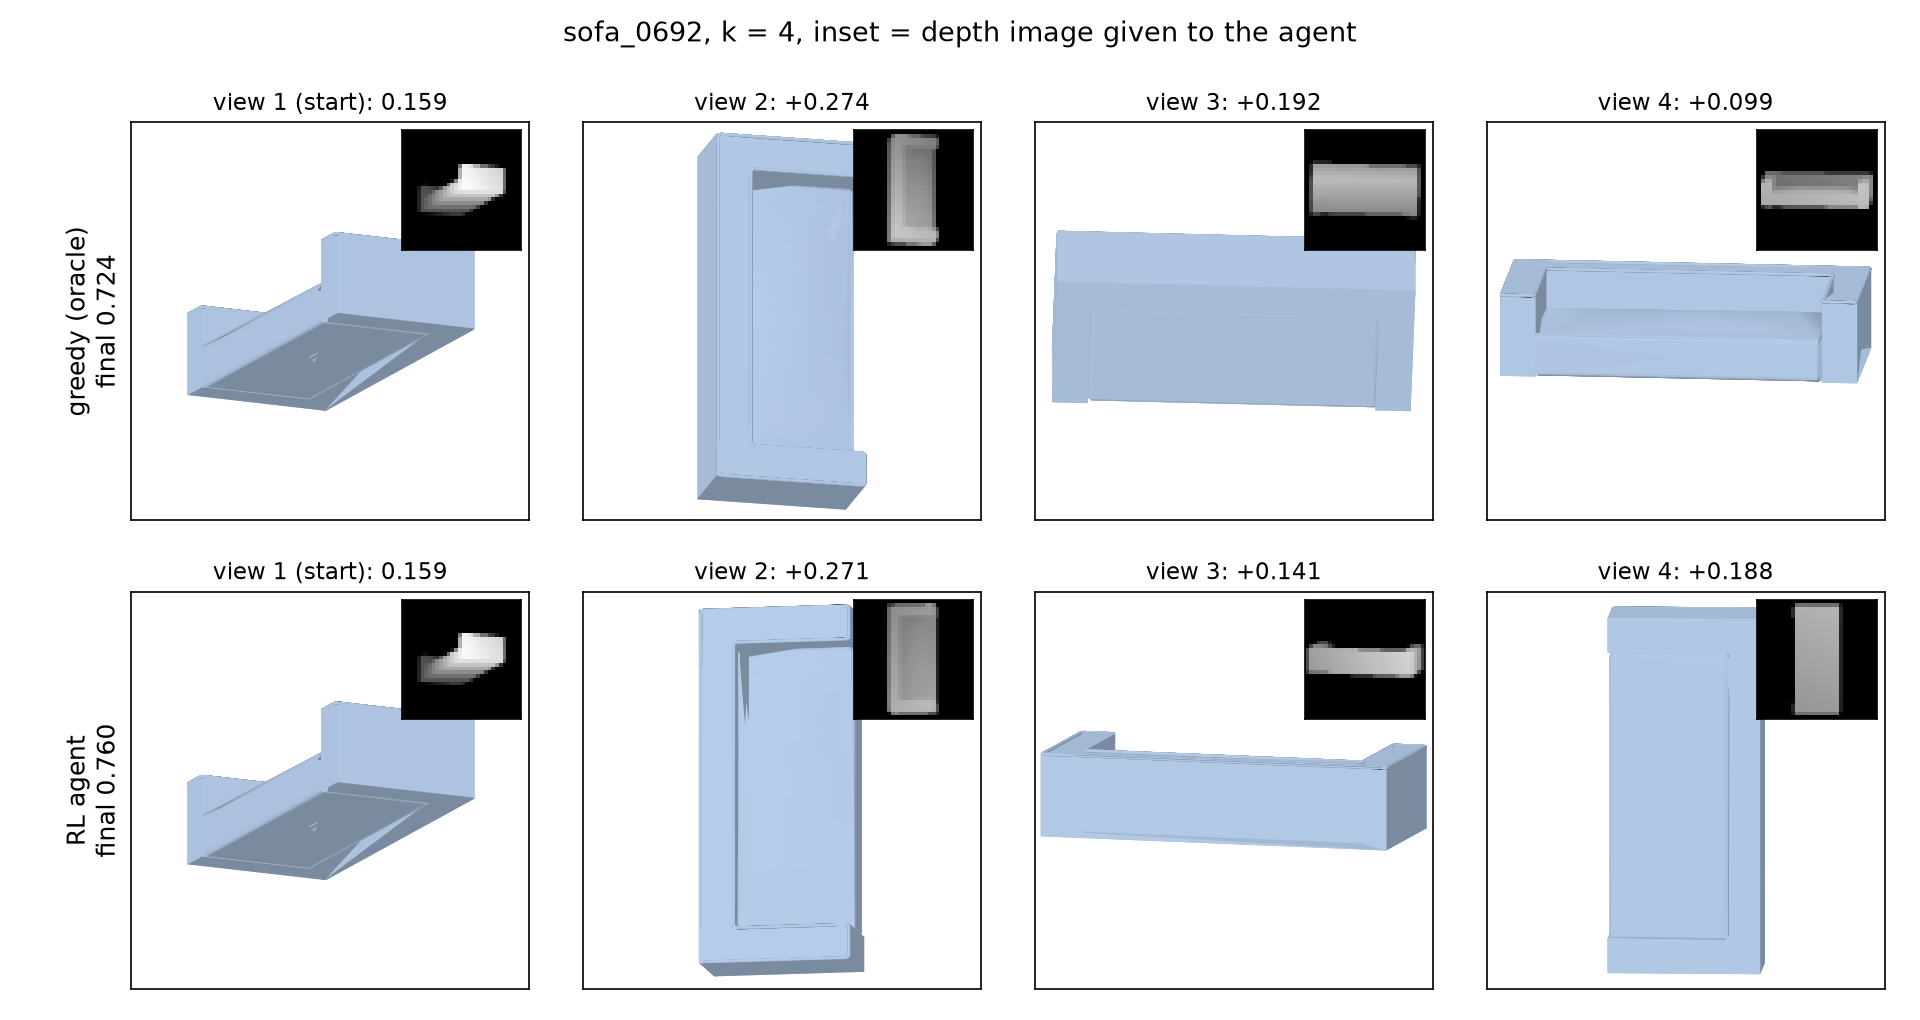 sofa_0692, k = 4, inset = depth image given to the agent
greedy (oracle)
final 0.724
view 1 (start): 0.159
view 2: +0.274
view 3: +0.192
view 4: +0.099
RL agent
final 0.760
view 1 (start): 0.159
view 2: +0.271
view 3: +0.141
view 4: +0.188